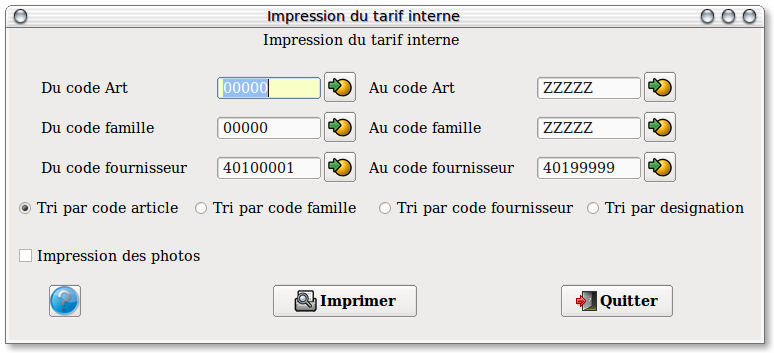 Impression du tarif interne
Impression du tarif interne
Du code Art 00000 Au code Art ZZZZZ
Du code famille 00000 Au code famille ZZZZZ
Du code fournisseur 40100001 Au code fournisseur 40199999
Tri par code article Tri par code famille Tri par code fournisseur Tri par designation
Impression des photos
? Imprimer Quitter